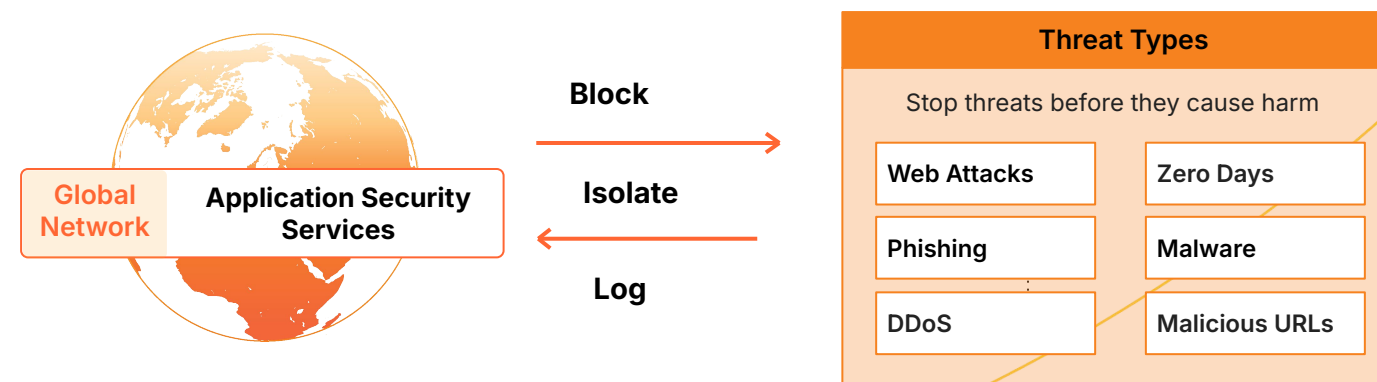 Global
Network
Application Security
Services
Block
Isolate
Log
Threat Types
Stop threats before they cause harm
Web Attacks
Zero Days
Phishing
Malware
DDoS
Malicious URLs